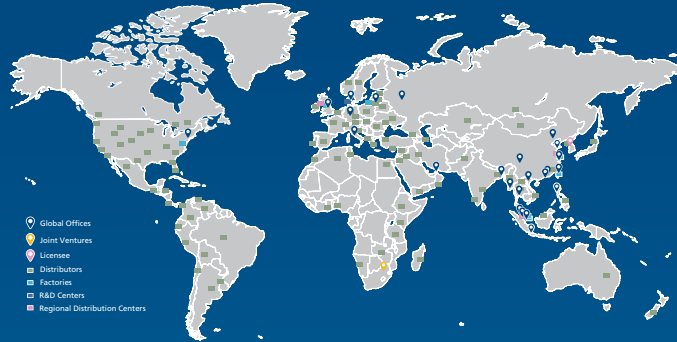 Global Offices
Joint Ventures
Licensee
Distributors
Factories
R&D Centers
Regional Distribution Centers